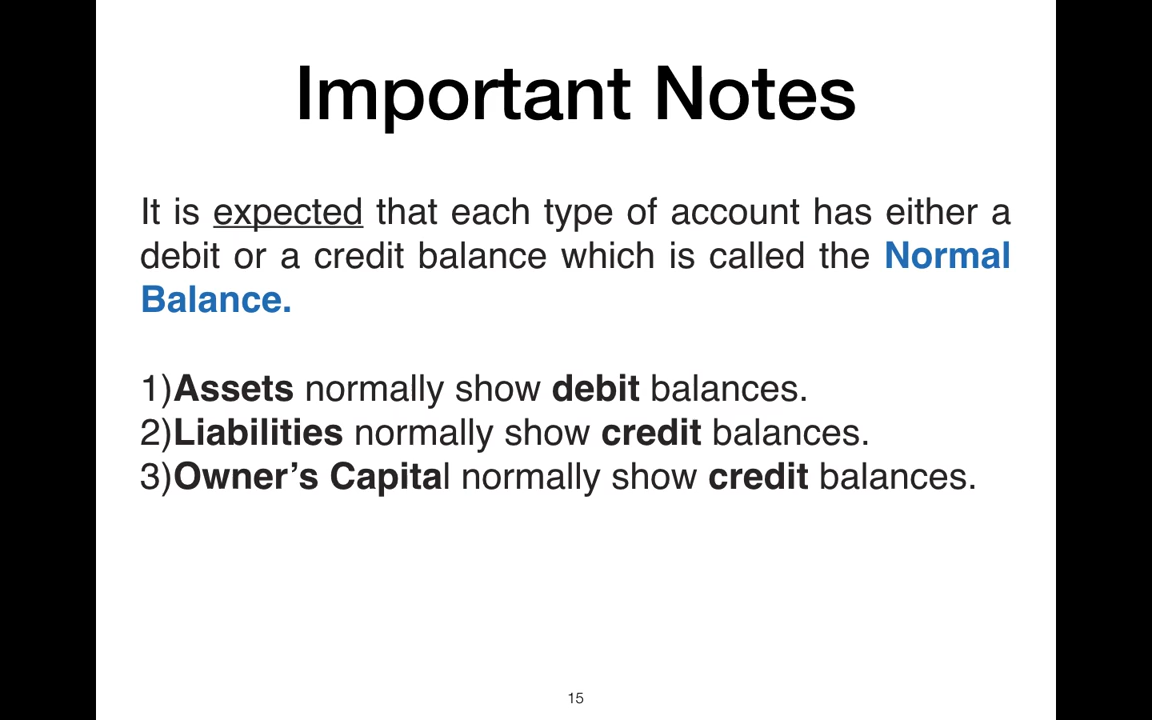 Important Notes
It is expected that each type of account has either a
debit or a credit balance which is called the Normal
Balance.
1)Assets normally show debit balances.
2)Liabilities normally show credit balances.
3)Owner’s Capital normally show credit balances.
15